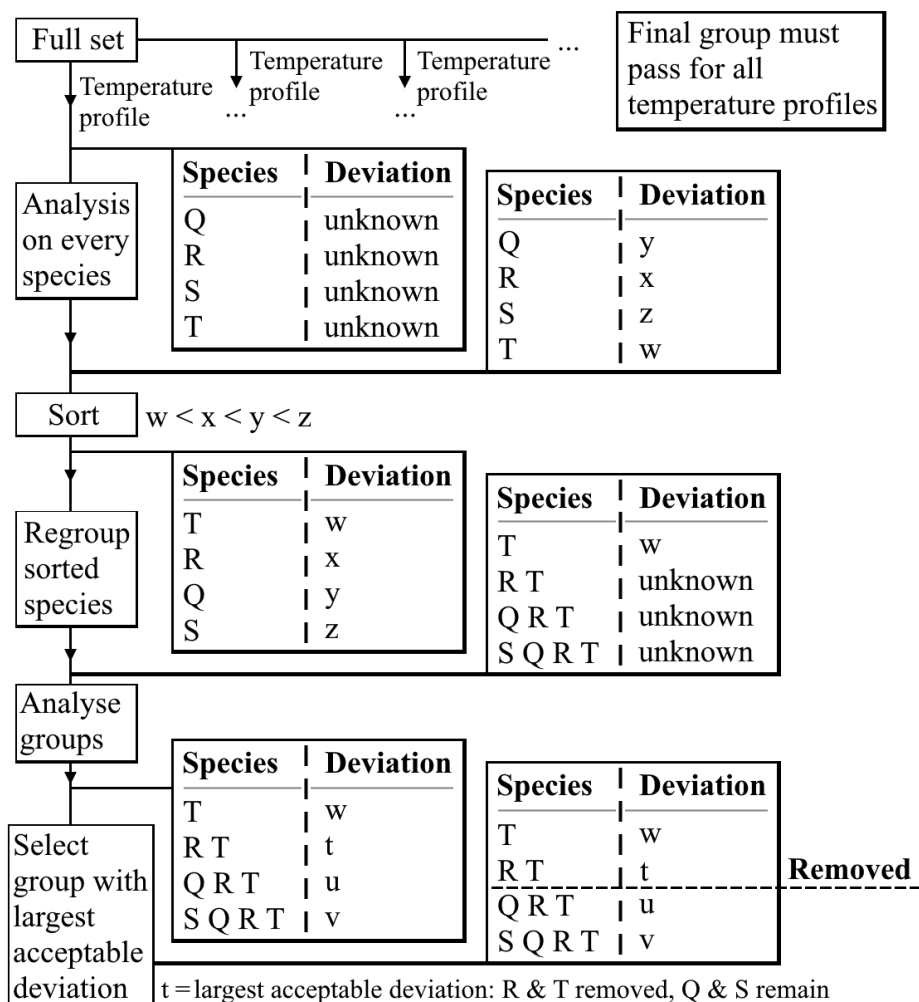 Full set
...
Final group must
pass for all
temperature profiles
Temperature
profile
Temperature
profile
...
Temperature
profile
...
Analysis
on every
species
Species Deviation
Q unknown
R unknown
S unknown
T unknown
Species Deviation
Q y
R x
S z
T w
Sort
w < x < y < z
Regroup
sorted
species
Species Deviation
T w
R x
Q y
S z
Species Deviation
T w
R T unknown
Q R T unknown
S Q R T unknown
Analyse
groups
Species Deviation
T w
R T t
Q R T u
S Q R T v
Species Deviation
T w
R T t
Q R T u
S Q R T v
Removed
Select
group with
largest
acceptable
deviation
t = largest acceptable deviation: R & T removed, Q & S remain